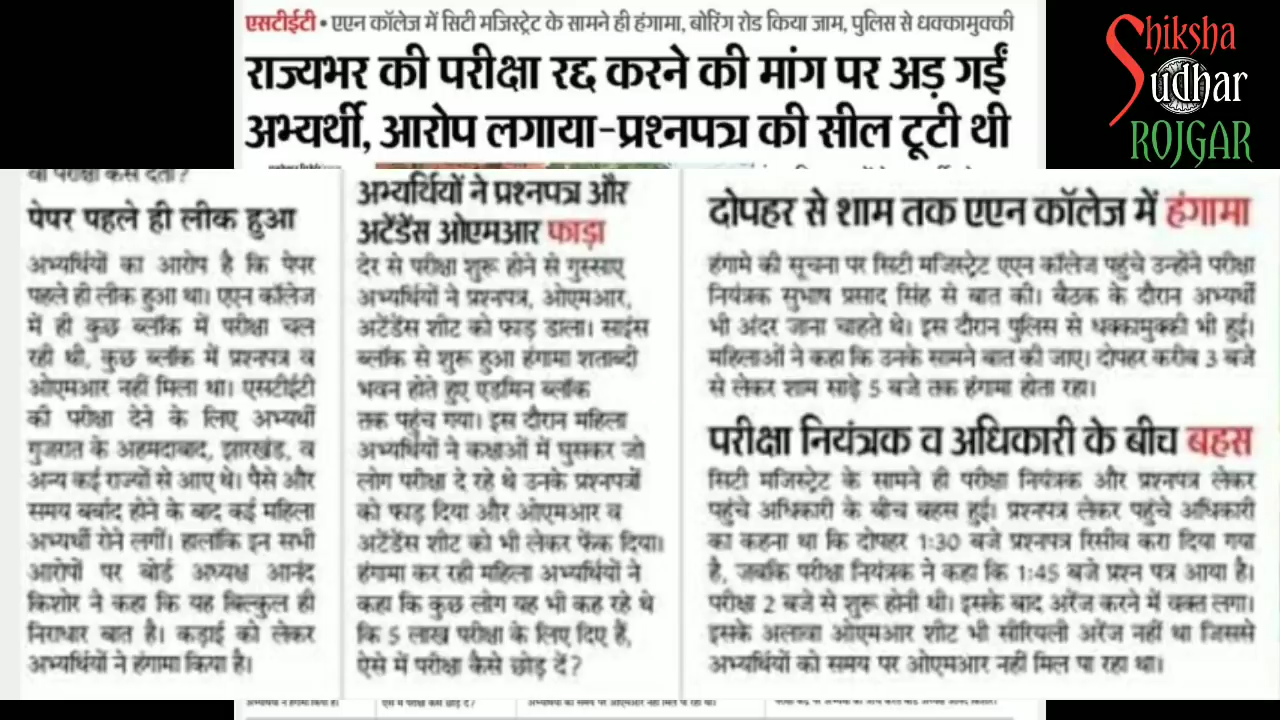 एसटीईटी • एएन कॉलेज में सिटी मजिस्ट्रेट के सामने ही हंगामा, बोरिंग रोड किया जाम, पुलिस से धक्कामुक्की
राज्यभर की परीक्षा रद्द करने की मांग पर अड़ गईं
अभ्यर्थी, आरोप लगाया-प्रश्नपत्र की सील टूटी थी
Shiksha
Sudhar
ROJGAR
वो परीक्षा कैसे देता?
पेपर पहले ही लीक हुआ
अभ्यर्थियों का आरोप है कि पेपर
पहले ही लीक हुआ था। एएन कॉलेज
में ही कुछ ब्लॉक में परीक्षा चल
रही थी, कुछ ब्लॉक में प्रश्नपत्र व
ओएमआर नहीं मिला था। एसटीईटी
की परीक्षा देने के लिए अभ्यर्थी
गुजरात के अहमदाबाद, झारखंड, व
अन्य कई राज्यों से आए थे। पैसे और
समय बर्बाद होने के बाद कई महिला
अभ्यर्थी रोने लगीं। हालांकि इन सभी
आरोपों पर बोर्ड अध्यक्ष आनंद
किशोर ने कहा कि यह बिल्कुल ही
निराधार बात है। कड़ाई को लेकर
अभ्यर्थियों ने हंगामा किया है।
अभ्यर्थियों ने प्रश्नपत्र और
अटेंडेंस ओएमआर फाड़ा
देर से परीक्षा शुरू होने से गुस्साए
अभ्यर्थियों ने प्रश्नपत्र, ओएमआर,
अटेंडेंस शीट को फाड़ डाला। साइंस
ब्लॉक से शुरू हुआ हंगामा शताब्दी
भवन होते हुए एडमिन ब्लॉक
तक पहुंच गया। इस दौरान महिला
अभ्यर्थियों ने कक्षाओं में घुसकर जो
लोग परीक्षा दे रहे थे उनके प्रश्नपत्रों
को फाड़ दिया और ओएमआर व
अटेंडेंस शीट को भी लेकर फेंक दिया।
हंगामा कर रही महिला अभ्यर्थियों ने
कहा कि कुछ लोग यह भी कह रहे थे
कि 5 लाख परीक्षा के लिए दिए हैं,
ऐसे में परीक्षा कैसे छोड़ दें?
दोपहर से शाम तक एएन कॉलेज में हंगामा
हंगामे की सूचना पर सिटी मजिस्ट्रेट एएन कॉलेज पहुंचे उन्होंने परीक्षा
नियंत्रक सुभाष प्रसाद सिंह से बात की। बैठक के दौरान अभ्यर्थी
भी अंदर जाना चाहते थे। इस दौरान पुलिस से धक्कामुक्की भी हुई।
महिलाओं ने कहा कि उनके सामने बात की जाए। दोपहर करीब 3 बजे
से लेकर शाम साढ़े 5 बजे तक हंगामा होता रहा।
परीक्षा नियंत्रक व अधिकारी के बीच बहस
सिटी मजिस्ट्रेट के सामने ही परीक्षा नियंत्रक और प्रश्नपत्र लेकर
पहुंचे अधिकारी के बीच बहस हुई। प्रश्नपत्र लेकर पहुंचे अधिकारी
का कहना था कि दोपहर 1:30 बजे प्रश्नपत्र रिसीव करा दिया गया
है, जबकि परीक्षा नियंत्रक ने कहा कि 1:45 बजे प्रश्न पत्र आया है।
परीक्षा 2 बजे से शुरू होनी थी। इसके बाद अरेंज करने में वक्त लगा।
इसके अलावा ओएमआर शीट भी सीरियली अरेंज नहीं था जिससे
अभ्यर्थियों को समय पर ओएमआर नहीं मिल पा रहा था।